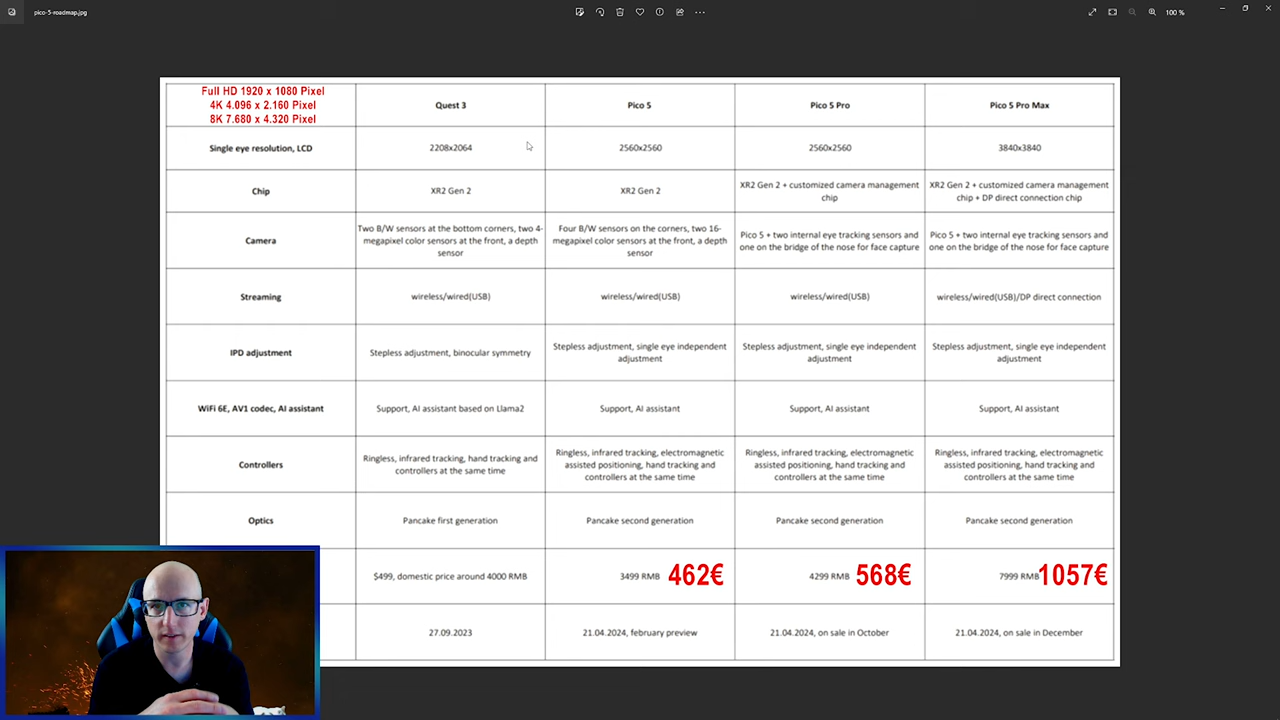 pico-5-roadmap.jpg
100 %
Full HD 1920 x 1080 Pixel
4K 4.096 x 2.160 Pixel
8K 7.680 x 4.320 Pixel
Quest 3
Pico 5
Pico 5 Pro
Pico 5 Pro Max
Single eye resolution, LCD
2208x2064
2560x2560
2560x2560
3840x3840
Chip
XR2 Gen 2
XR2 Gen 2
XR2 Gen 2 + customized camera management
chip
XR2 Gen 2 + customized camera management
chip + DP direct connection chip
Camera
Two B/W sensors at the bottom corners, two 4-
megapixel color sensors at the front, a depth
sensor
Four B/W sensors on the corners, two 16-
megapixel color sensors at the front, a depth
sensor
Pico 5 + two internal eye tracking sensors and
one on the bridge of the nose for face capture
Pico 5 + two internal eye tracking sensors and
one on the bridge of the nose for face capture
Streaming
wireless/wired(USB)
wireless/wired(USB)
wireless/wired(USB)
wireless/wired(USB)/DP direct connection
IPD adjustment
Stepless adjustment, binocular symmetry
Stepless adjustment, single eye independent
adjustment
Stepless adjustment, single eye independent
adjustment
Stepless adjustment, single eye independent
adjustment
WiFi 6E, AV1 codec, AI assistant
Support, AI assistant based on Llama2
Support, AI assistant
Support, AI assistant
Support, AI assistant
Controllers
Ringless, infrared tracking, hand tracking and
controllers at the same time
Ringless, infrared tracking, electromagnetic
assisted positioning, hand tracking and
controllers at the same time
Ringless, infrared tracking, electromagnetic
assisted positioning, hand tracking and
controllers at the same time
Ringless, infrared tracking, electromagnetic
assisted positioning, hand tracking and
controllers at the same time
Optics
Pancake first generation
Pancake second generation
Pancake second generation
Pancake second generation
$499, domestic price around 4000 RMB
3499 RMB 462€
4299 RMB 568€
7999 RMB 1057€
27.09.2023
21.04.2024, february preview
21.04.2024, on sale in October
21.04.2024, on sale in December